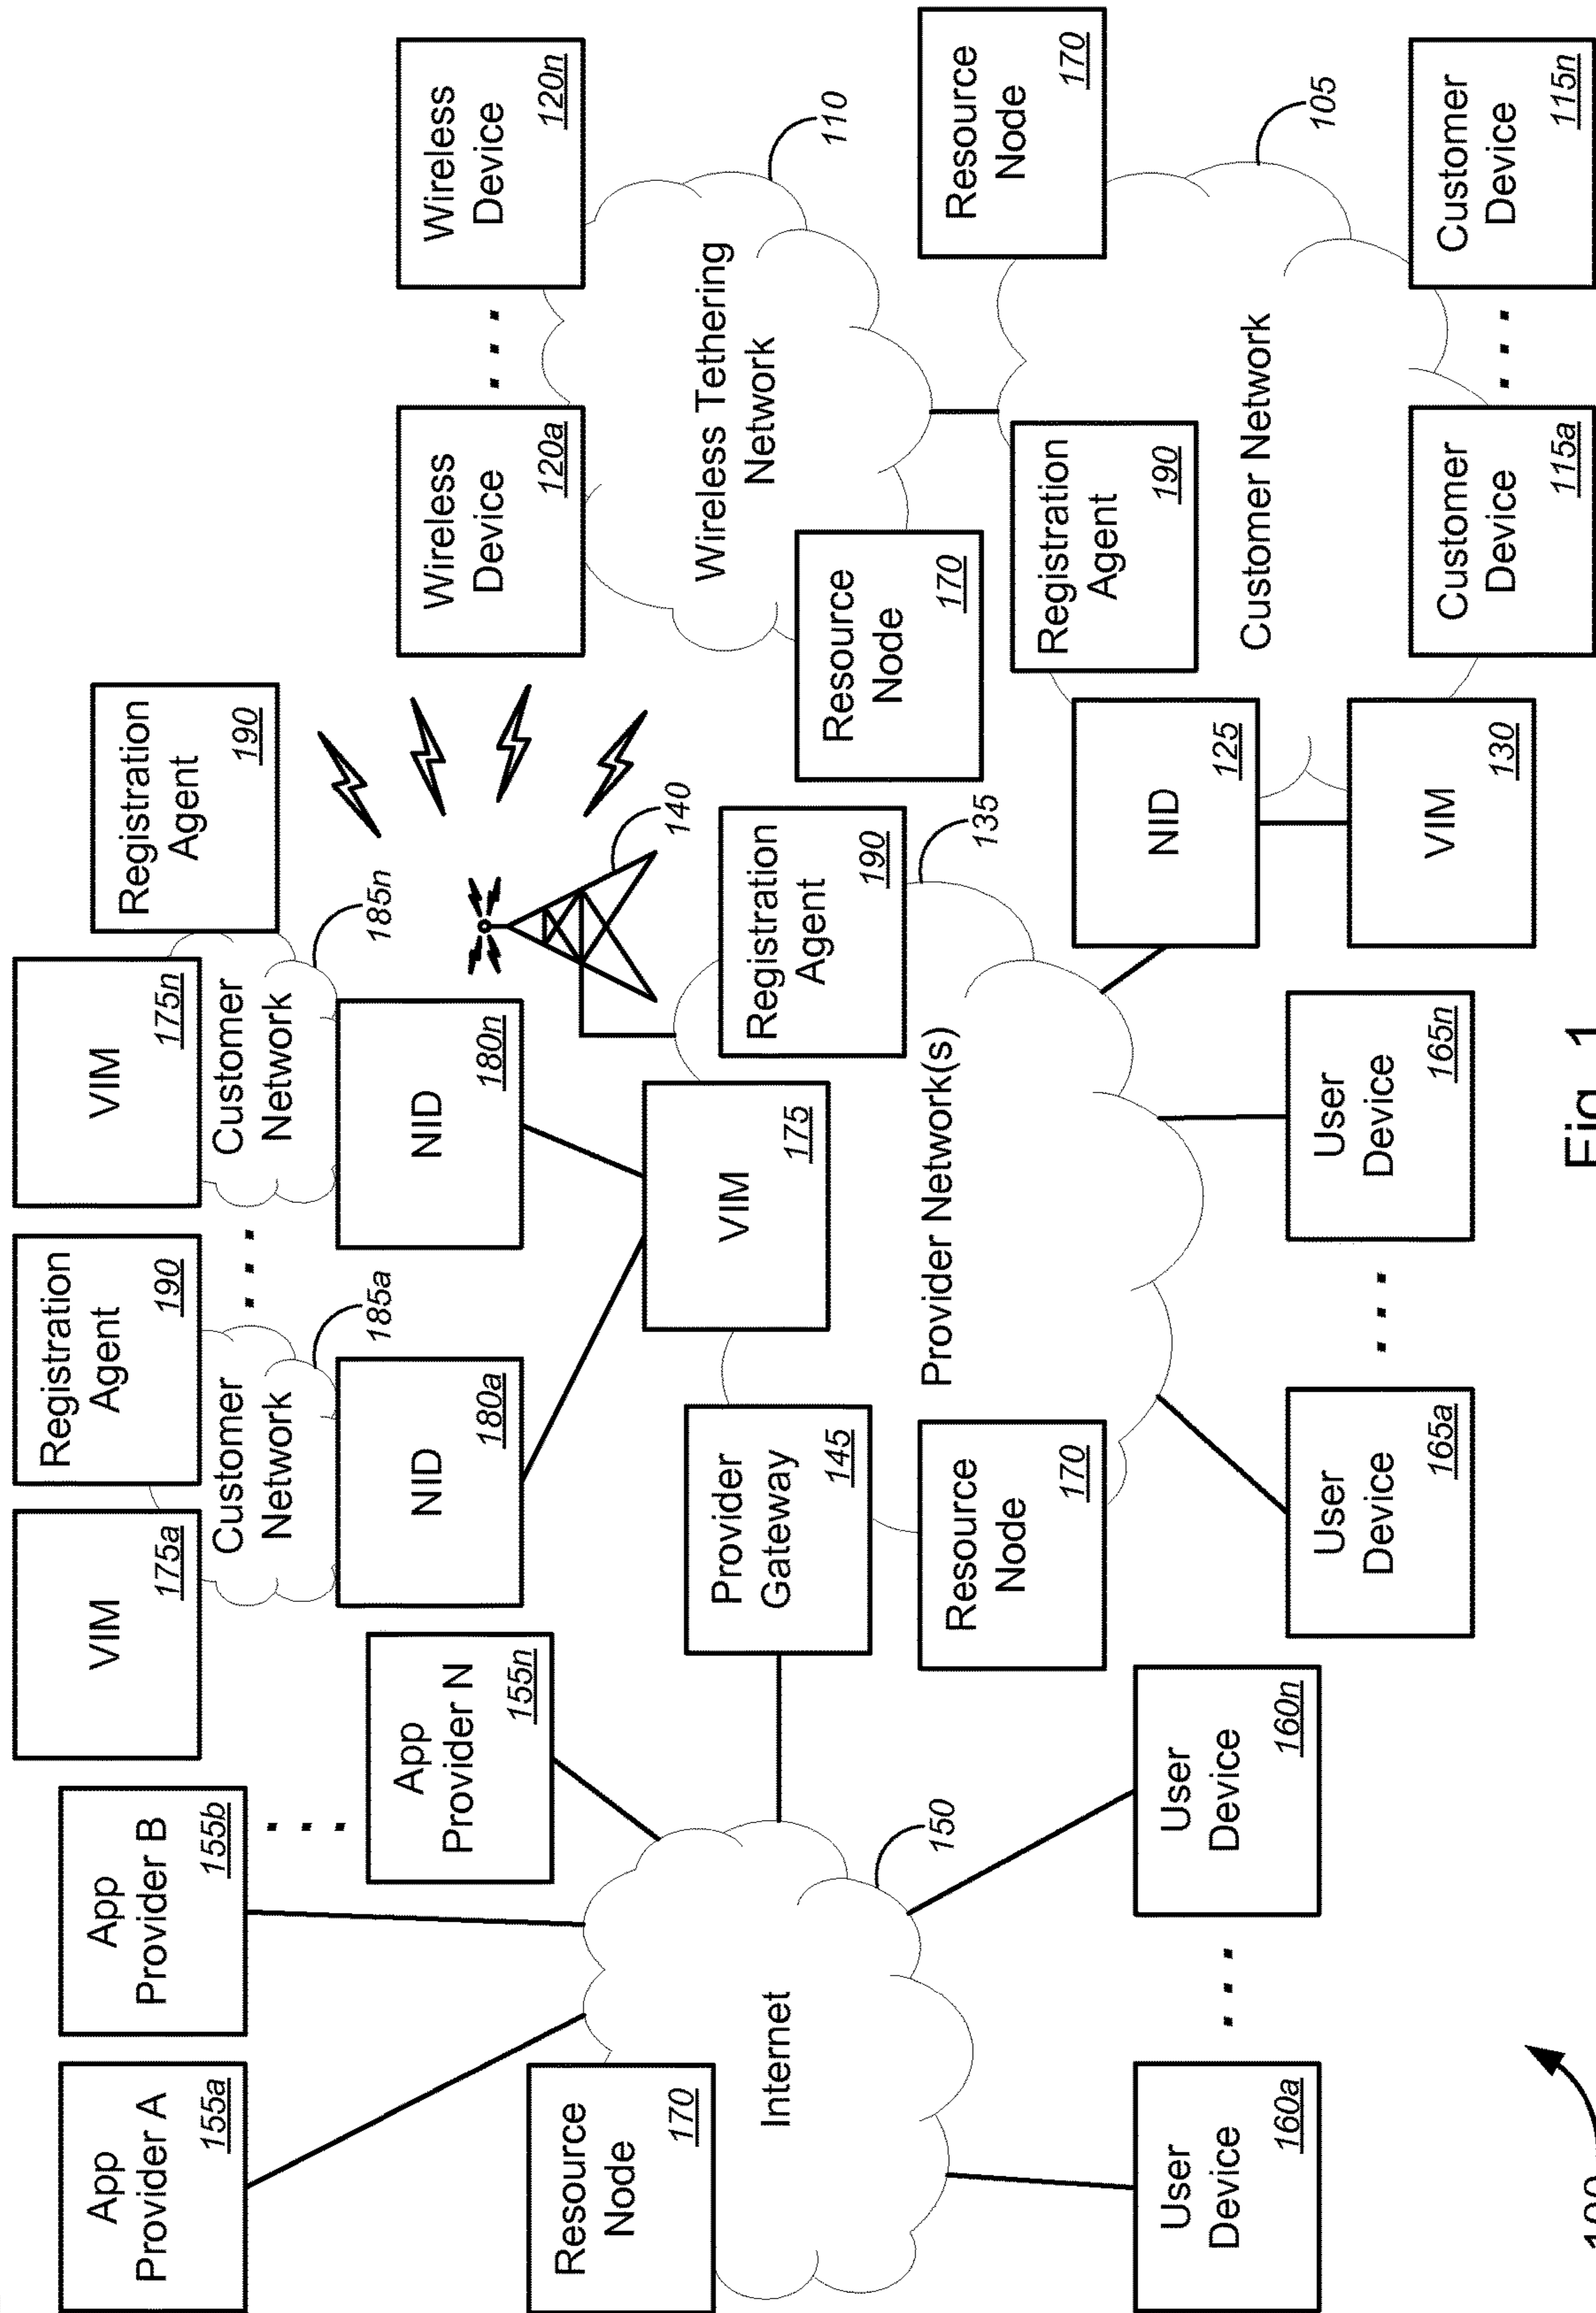 App
Provider A
155a
App
Provider B
155b
. . .
App
Provider N
155n
VIM
175a
Registration
Agent
190
VIM
175n
Registration
Agent
190
Customer
Network
185a
. . .
Customer
Network
185n
NID
180a
NID
180n
140
Wireless
Device
120a
. . .
Wireless
Device
120n
Resource
Node
170
Internet
150
Provider
Gateway
145
VIM
175
Registration
Agent
190
135
Provider Network(s)
Resource
Node
170
Wireless Tethering
Network
110
Resource
Node
170
Resource
Node
170
Registration
Agent
190
Customer Network
105
NID
125
VIM
130
User
Device
160a
. . .
User
Device
160n
User
Device
165a
. . .
User
Device
165n
Customer
Device
115a
. . .
Customer
Device
115n
100
Fig. 1